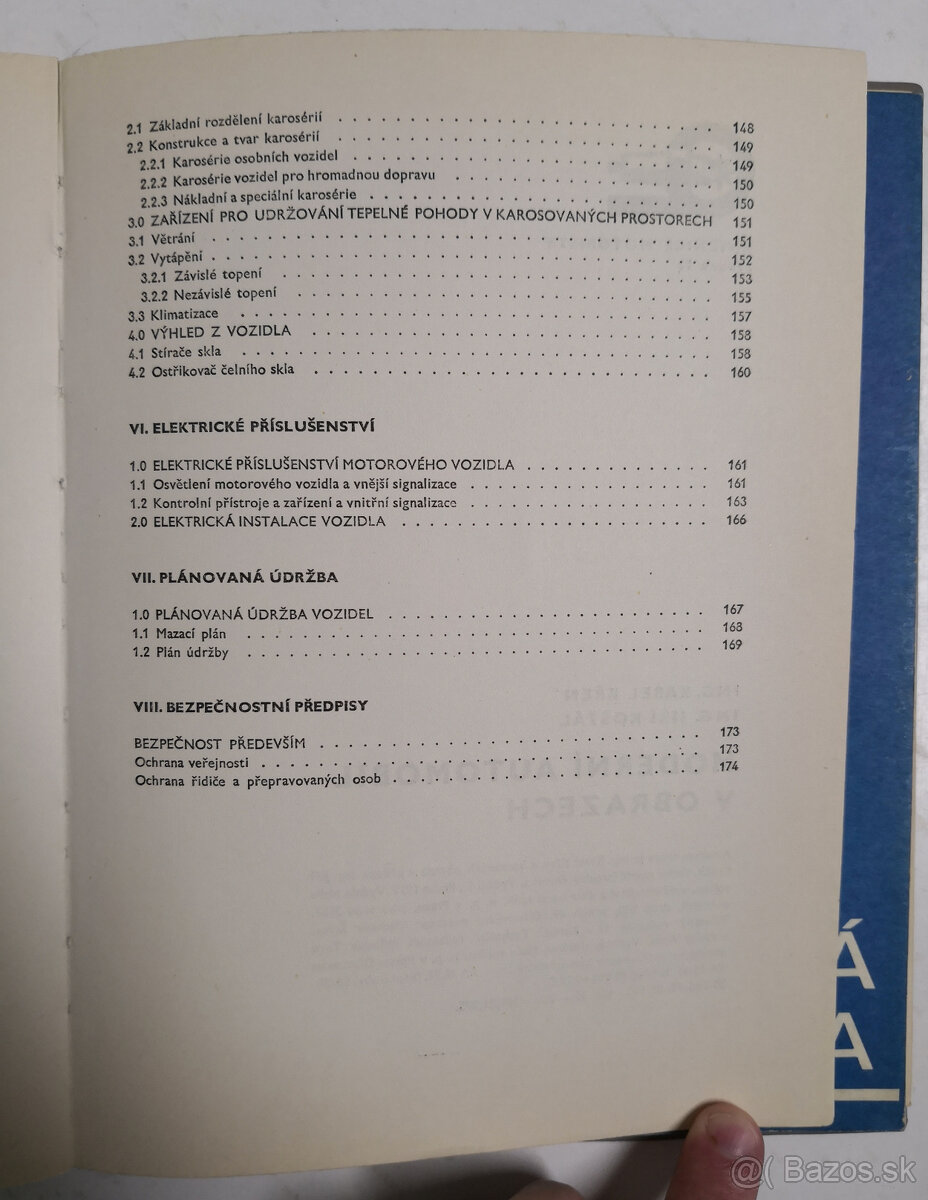 2.1 Základní rozdělení karosérií . . . . . . . . . . . . . . . . . . . . 148
2.2 Konstrukce a tvar karosérií . . . . . . . . . . . . . . . . . . . . 149
2.2.1 Karosérie osobních vozidel . . . . . . . . . . . . . . . . . . . . 149
2.2.2 Karosérie vozidel pro hromadnou dopravu . . . . . . . . . . . . . . 150
2.2.3 Nákladní a speciální karosérie . . . . . . . . . . . . . . . . . . 150
3.0 ZAŘÍZENÍ PRO UDRŽOVÁNÍ TEPELNÉ POHODY V KAROSOVANÝCH PROSTORECH 151
3.1 Větrání . . . . . . . . . . . . . . . . . . . . . . . . . . 151
3.2 Vytápění . . . . . . . . . . . . . . . . . . . . . . . . . . 152
3.2.1 Závislé topení . . . . . . . . . . . . . . . . . . . . . . . 153
3.2.2 Nezávislé topení . . . . . . . . . . . . . . . . . . . . . . 155
3.3 Klimatizace . . . . . . . . . . . . . . . . . . . . . . . . 157
4.0 VÝHLED Z VOZIDLA . . . . . . . . . . . . . . . . . . . . . 158
4.1 Stírače skla . . . . . . . . . . . . . . . . . . . . . . . . 158
4.2 Ostřikovač čelního skla . . . . . . . . . . . . . . . . . . . . 160
VI. ELEKTRICKÉ PŘÍSLUŠENSTVÍ
1.0 ELEKTRICKÉ PŘÍSLUŠENSTVÍ MOTOROVÉHO VOZIDLA . . . . . . . . . . 161
1.1 Osvětlení motorového vozidla a vnější signalizace . . . . . . . . . . . . . 161
1.2 Kontrolní přístroje a zařízení a vnitřní signalizace . . . . . . . . . . . . . 163
2.0 ELEKTRICKÁ INSTALACE VOZIDLA . . . . . . . . . . . . . . . . 166
VII. PLÁNOVANÁ ÚDRŽBA
1.0 PLÁNOVANÁ ÚDRŽBA VOZIDEL . . . . . . . . . . . . . . . . . 167
1.1 Mazací plán . . . . . . . . . . . . . . . . . . . . . . . . 168
1.2 Plán údržby . . . . . . . . . . . . . . . . . . . . . . . . 169
VIII. BEZPEČNOSTNÍ PŘEDPISY
BEZPEČNOST PŘEDEVŠÍM . . . . . . . . . . . . . . . . . . . . 173
Ochrana veřejnosti . . . . . . . . . . . . . . . . . . . . . . . 173
Ochrana řidiče a přepravovaných osob . . . . . . . . . . . . . . . . . 174
Á
A
@( Bazos.sk